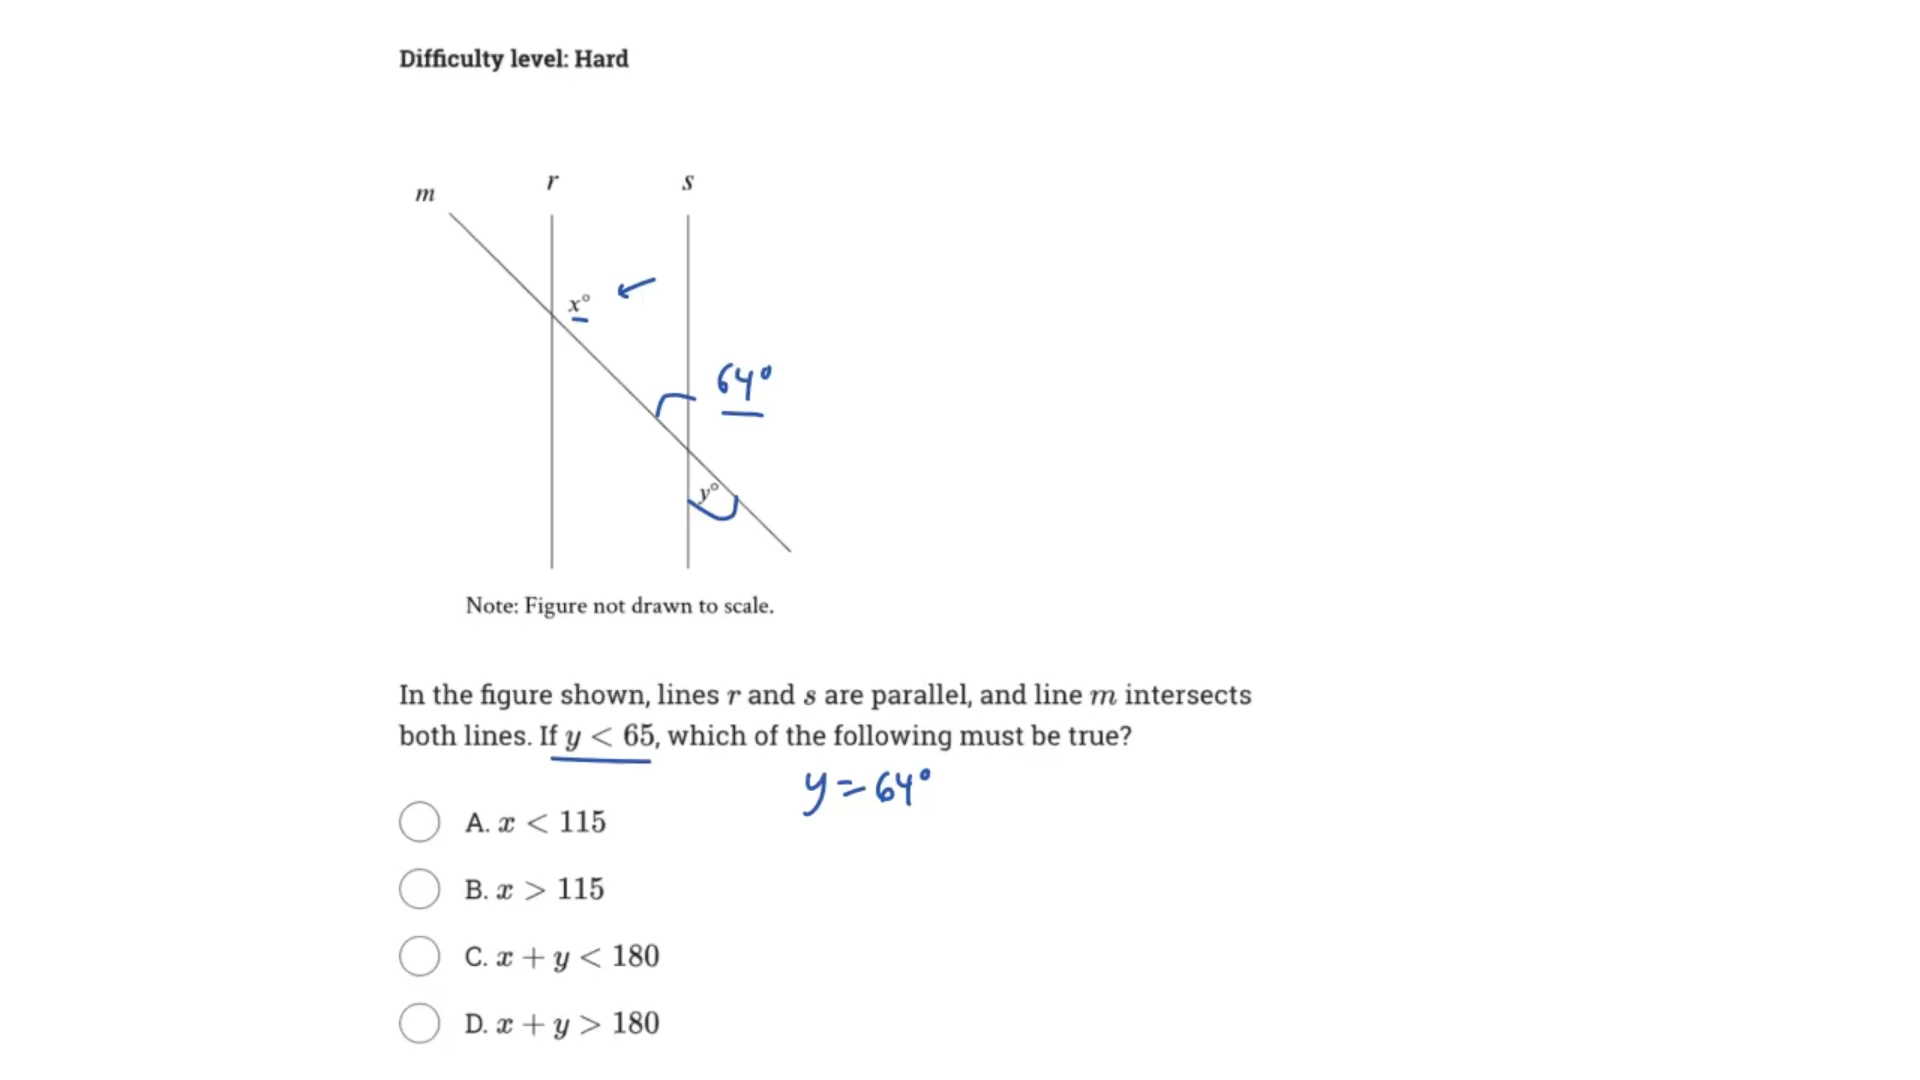 Difficulty level: Hard
m r s
x°
64°
y°
Note: Figure not drawn to scale.
In the figure shown, lines r and s are parallel, and line m intersects
both lines. If y < 65, which of the following must be true?
y = 64°
A. x < 115
B. x > 115
C. x + y < 180
D. x + y > 180